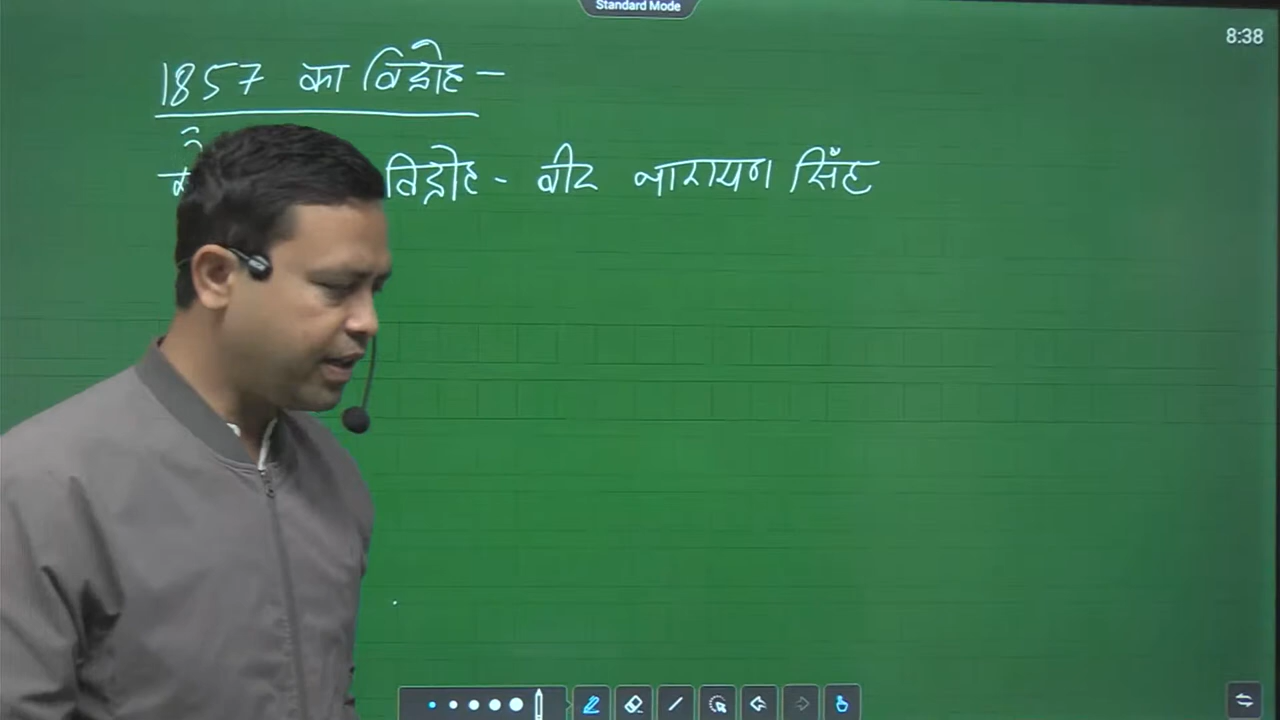 Standard Mode
8:38
1857 का विद्रोह -
विद्रोह - वीर नारायण सिंह